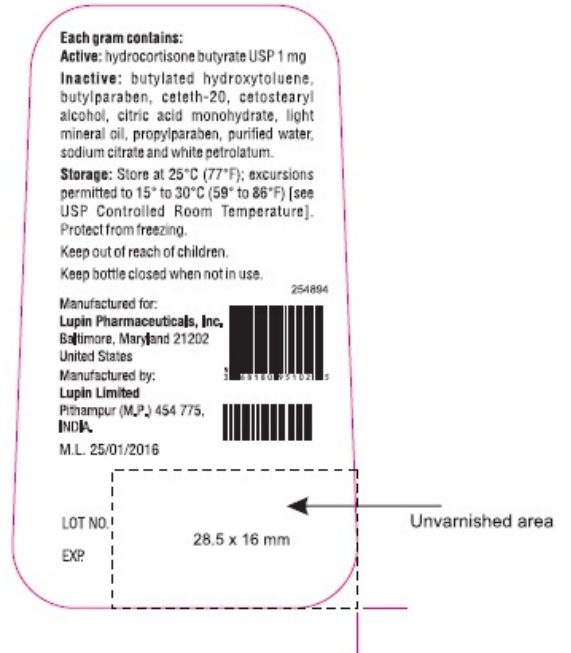 Each gram contains:
Active: hydrocortisone butyrate USP 1 mg
Inactive: butylated hydroxytoluene,
butylparaben, ceteth-20, cetostearyl
alcohol, citric acid monohydrate, light
mineral oil, propylparaben, purified water,
sodium citrate and white petrolatum.
Storage: Store at 25°C (77°F); excursions
permitted to 15° to 30°C (59° to 86°F) [see
USP Controlled Room Temperature].
Protect from freezing.
Keep out of reach of children.
Keep bottle closed when not in use.
254894
Manufactured for:
Lupin Pharmaceuticals, Inc.
Baltimore, Maryland 21202
United States
Manufactured by:
Lupin Limited
Pithampur (M.P.) 454 775,
INDIA.
M.L. 25/01/2016
LOT NO.
EXP.
28.5 x 16 mm
Unvarnished area